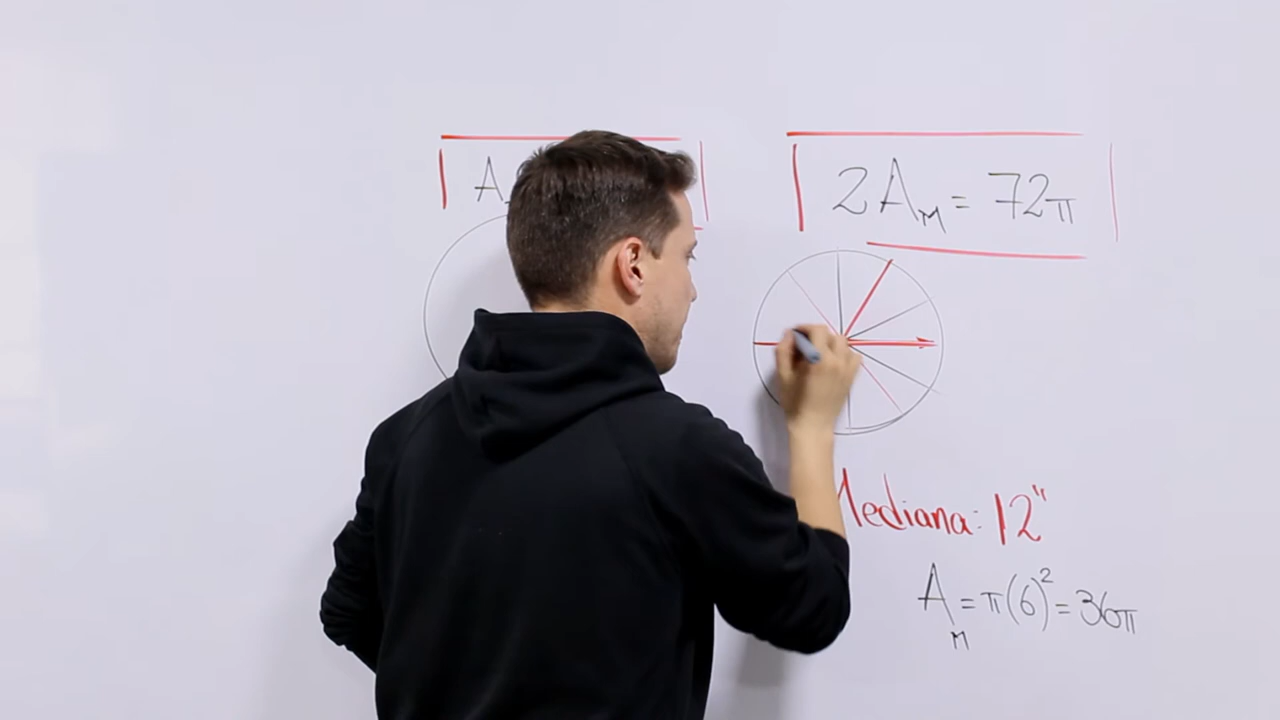 A
2A_M = 72π
Mediana: 12"
A_M = π(6)² = 36π